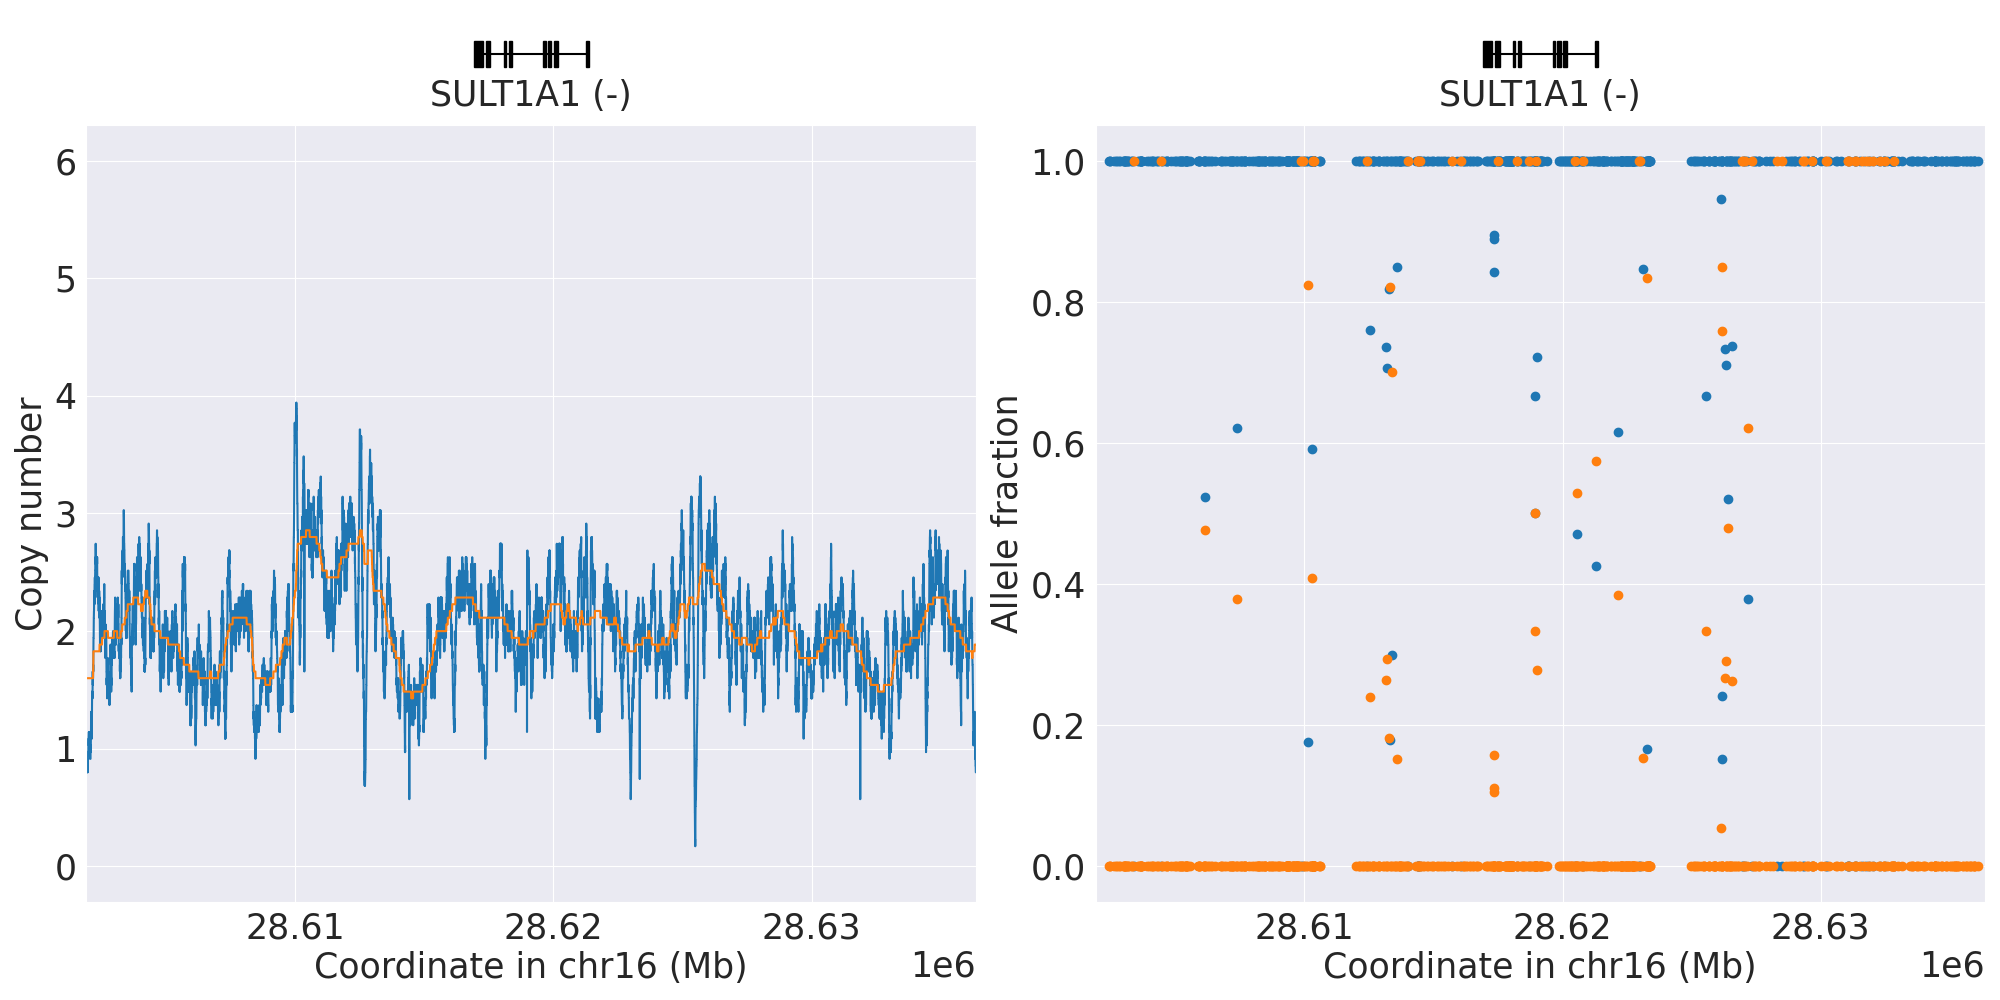 SULT1A1 (-)
SULT1A1 (-)
Copy number
6
5
4
3
2
1
0
28.61
28.62
28.63
Coordinate in chr16 (Mb)
1e6
Allele fraction
1.0
0.8
0.6
0.4
0.2
0.0
28.61
28.62
28.63
Coordinate in chr16 (Mb)
1e6